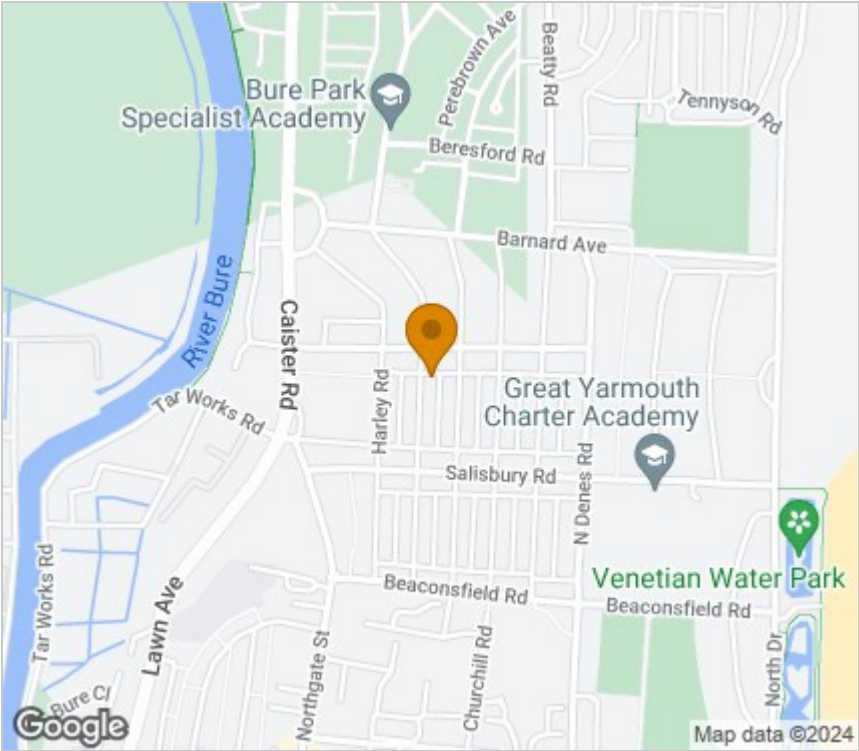 Perebrown Ave
Beatty Rd
Bure Park
Specialist Academy
Tennyson Rd
Beresford Rd
Barnard Ave
River Bure
Caister Rd
Harley Rd
Great Yarmouth
Charter Academy
Tar Works Rd
Salisbury Rd
N Denes Rd
Tar Works Rd
Venetian Water Park
Beaconsfield Rd
Beaconsfield Rd
Lawn Ave
Northgate St
Churchill Rd
North Dr
Bure Cl
Google
Map data ©2024